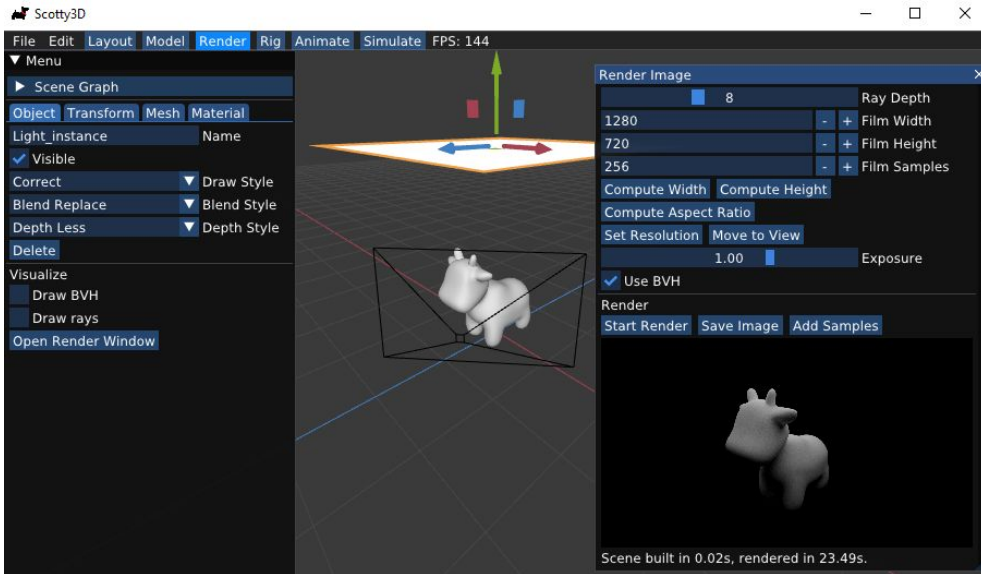 Scotty3D
File Edit Layout Model Render Rig Animate Simulate FPS: 144
Menu
Scene Graph
Object Transform Mesh Material
Light_instance Name
Visible
Correct Draw Style
Blend Replace Blend Style
Depth Less Depth Style
Delete
Visualize
Draw BVH
Draw rays
Open Render Window
Render Image
8 Ray Depth
1280 - + Film Width
720 - + Film Height
256 - + Film Samples
Compute Width Compute Height
Compute Aspect Ratio
Set Resolution Move to View
1.00 Exposure
Use BVH
Render
Start Render Save Image Add Samples
Scene built in 0.02s, rendered in 23.49s.